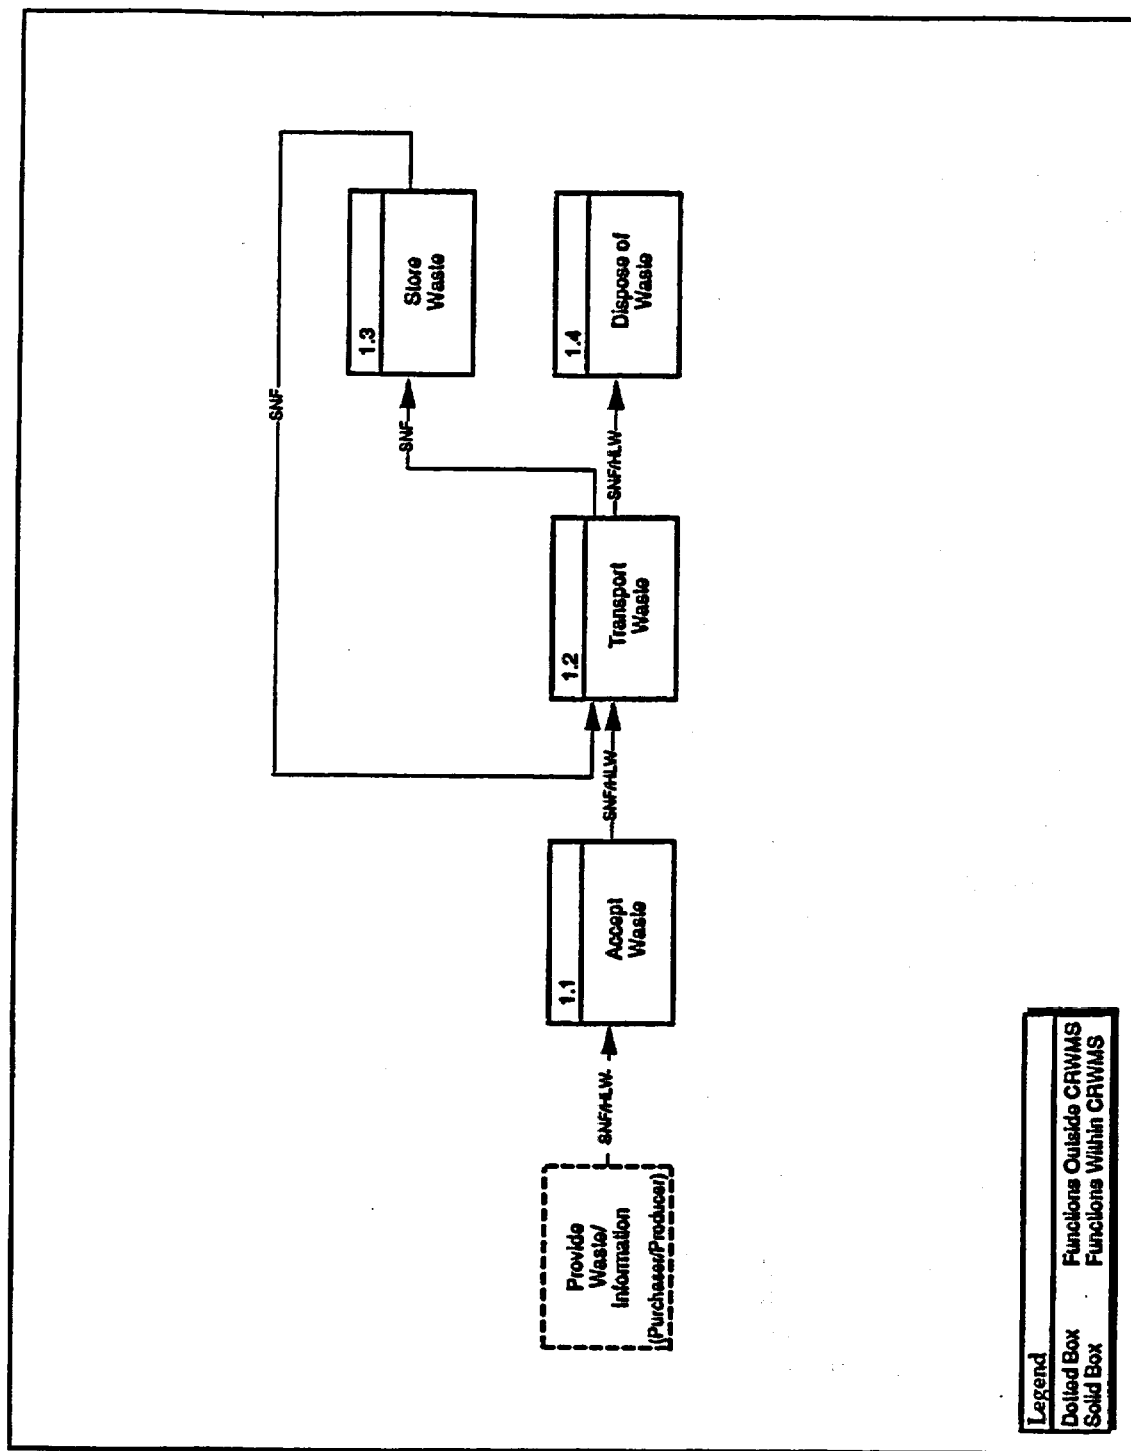 SNF
1.3
Store
Waste
SNF
1.4
Dispose of
Waste
SNF/HLW
1.2
Transport
Waste
SNF/HLW
1.1
Accept
Waste
SNF/HLW
Provide
Waste/
Information
(Purchaser/Producer)
Legend
Dotted Box Functions Outside CRWMS
Solid Box Functions Within CRWMS